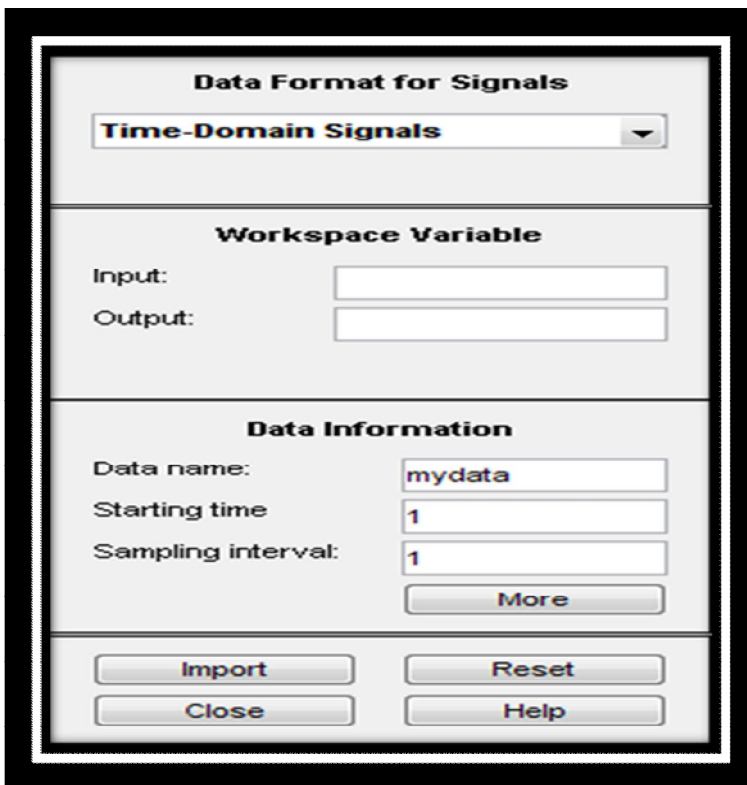 Data Format for Signals
Time-Domain Signals
Workspace Variable
Input:
Output:
Data Information
Data name: mydata
Starting time 1
Sampling interval: 1
More
Import Reset
Close Help